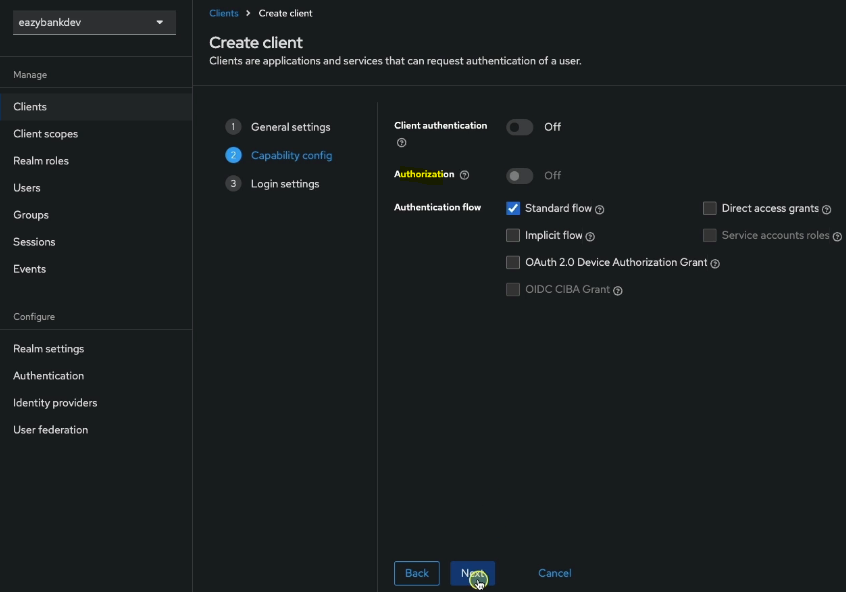 eazybankdev
Manage
Clients
Client scopes
Realm roles
Users
Groups
Sessions
Events
Configure
Realm settings
Authentication
Identity providers
User federation
Clients > Create client
Create client
Clients are applications and services that can request authentication of a user.
1 General settings
2 Capability config
3 Login settings
Client authentication Off
Authorization Off
Authentication flow Standard flow Direct access grants
Implicit flow Service accounts roles
OAuth 2.0 Device Authorization Grant
OIDC CIBA Grant
Back Next Cancel